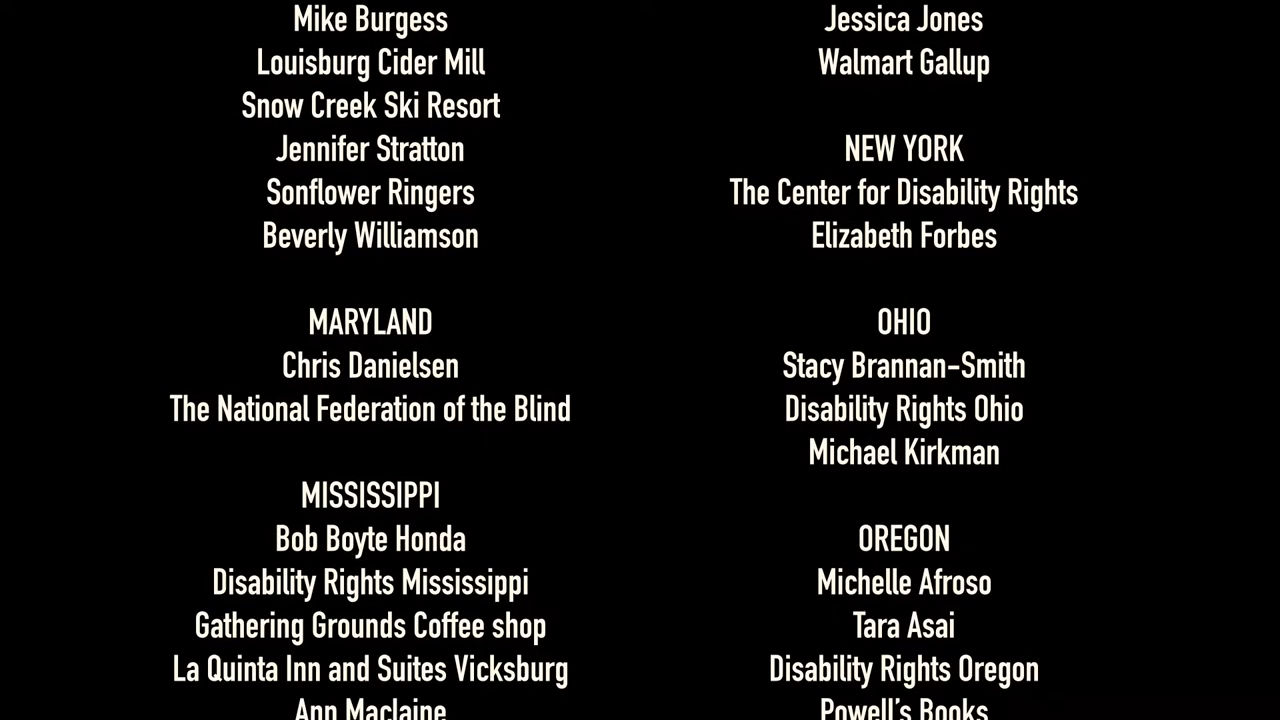 Mike Burgess
Louisburg Cider Mill
Snow Creek Ski Resort
Jennifer Stratton
Sonflower Ringers
Beverly Williamson
MARYLAND
Chris Danielsen
The National Federation of the Blind
MISSISSIPPI
Bob Boyte Honda
Disability Rights Mississippi
Gathering Grounds Coffee shop
La Quinta Inn and Suites Vicksburg
Ann Maclaine
Jessica Jones
Walmart Gallup
NEW YORK
The Center for Disability Rights
Elizabeth Forbes
OHIO
Stacy Brannan-Smith
Disability Rights Ohio
Michael Kirkman
OREGON
Michelle Afroso
Tara Asai
Disability Rights Oregon
Powell's Books